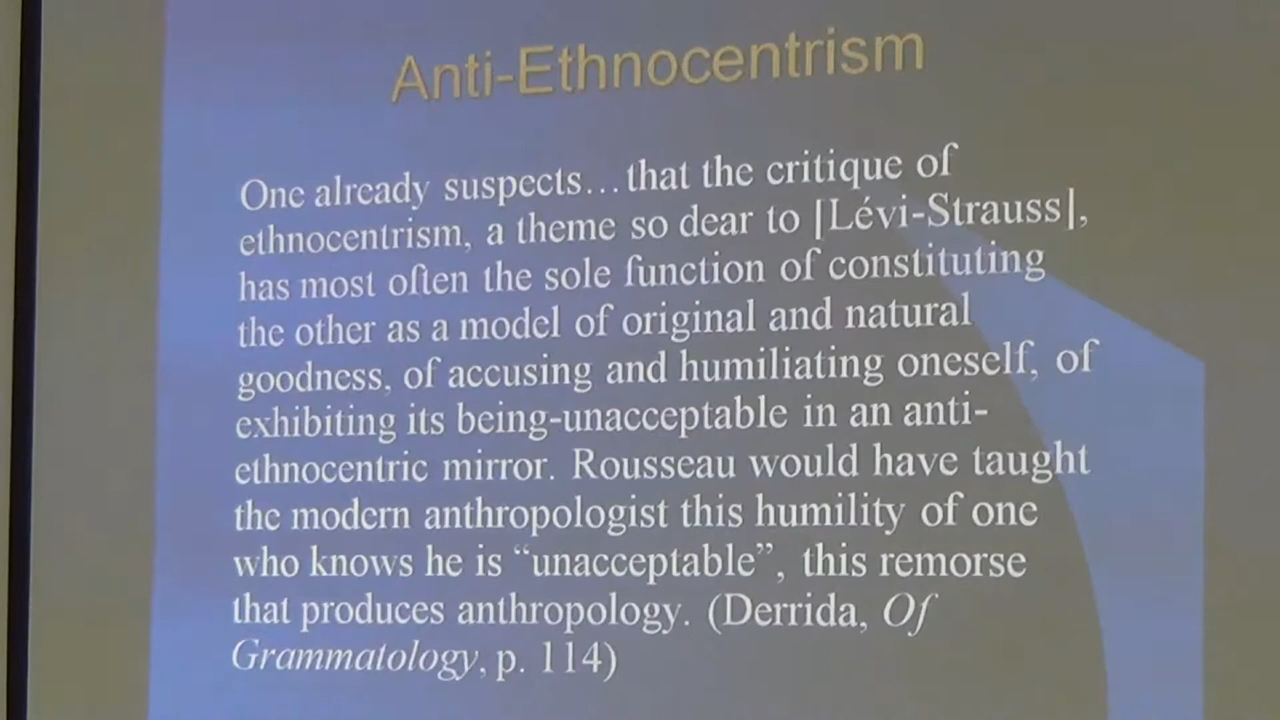 Anti-Ethnocentrism
One already suspects…that the critique of
ethnocentrism, a theme so dear to [Lévi-Strauss],
has most often the sole function of constituting
the other as a model of original and natural
goodness, of accusing and humiliating oneself, of
exhibiting its being-unacceptable in an anti-
ethnocentric mirror. Rousseau would have taught
the modern anthropologist this humility of one
who knows he is “unacceptable”, this remorse
that produces anthropology. (Derrida, Of
Grammatology, p. 114)